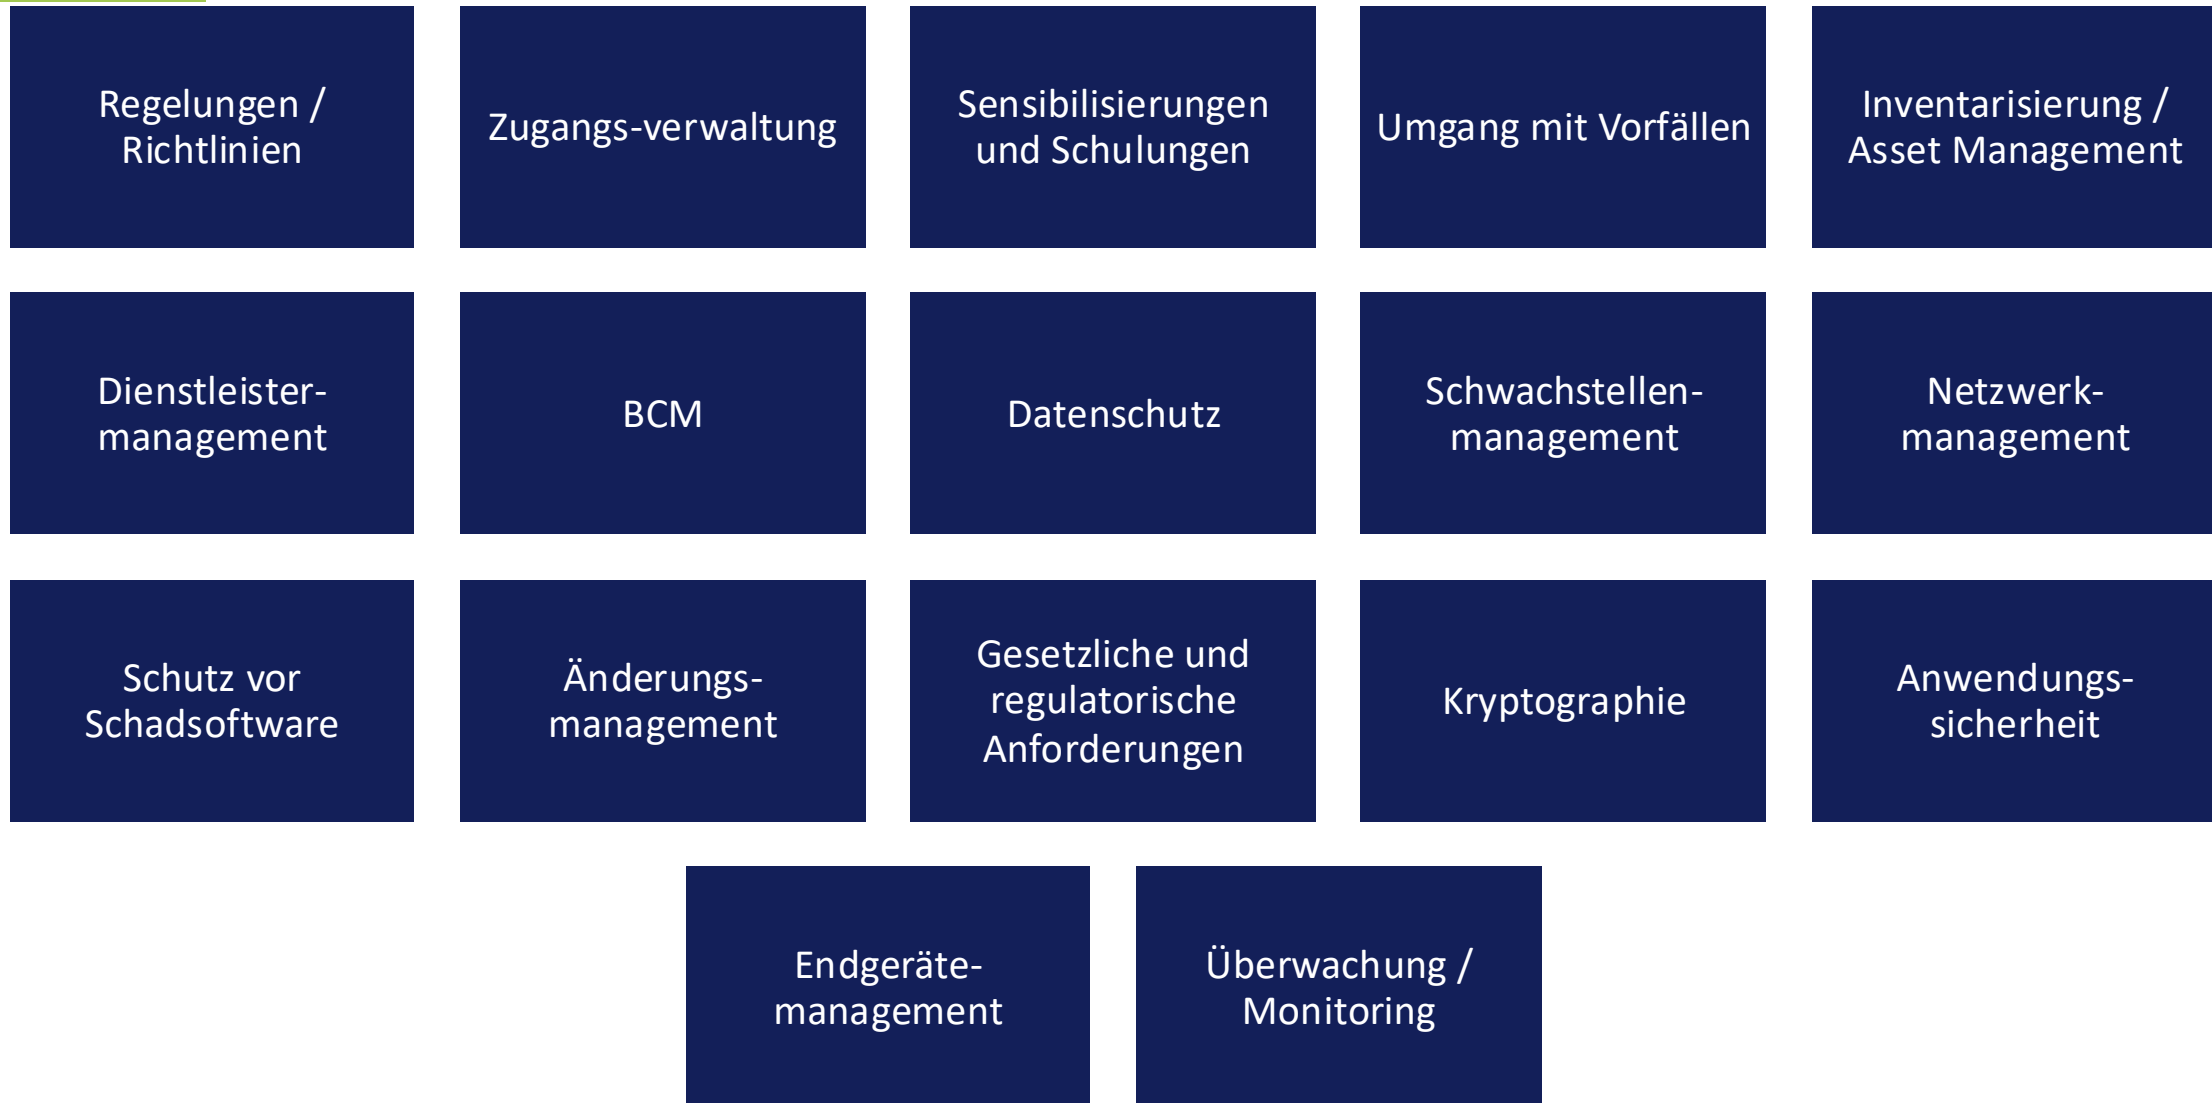 Regelungen /
Richtlinien
Zugangs-verwaltung
Sensibilisierungen
und Schulungen
Umgang mit Vorfällen
Inventarisierung /
Asset Management
Dienstleister-
management
BCM
Datenschutz
Schwachstellen-
management
Netzwerk-
management
Schutz vor
Schadsoftware
Änderungs-
management
Gesetzliche und
regulatorische
Anforderungen
Kryptographie
Anwendungs-
sicherheit
Endgeräte-
management
Überwachung /
Monitoring